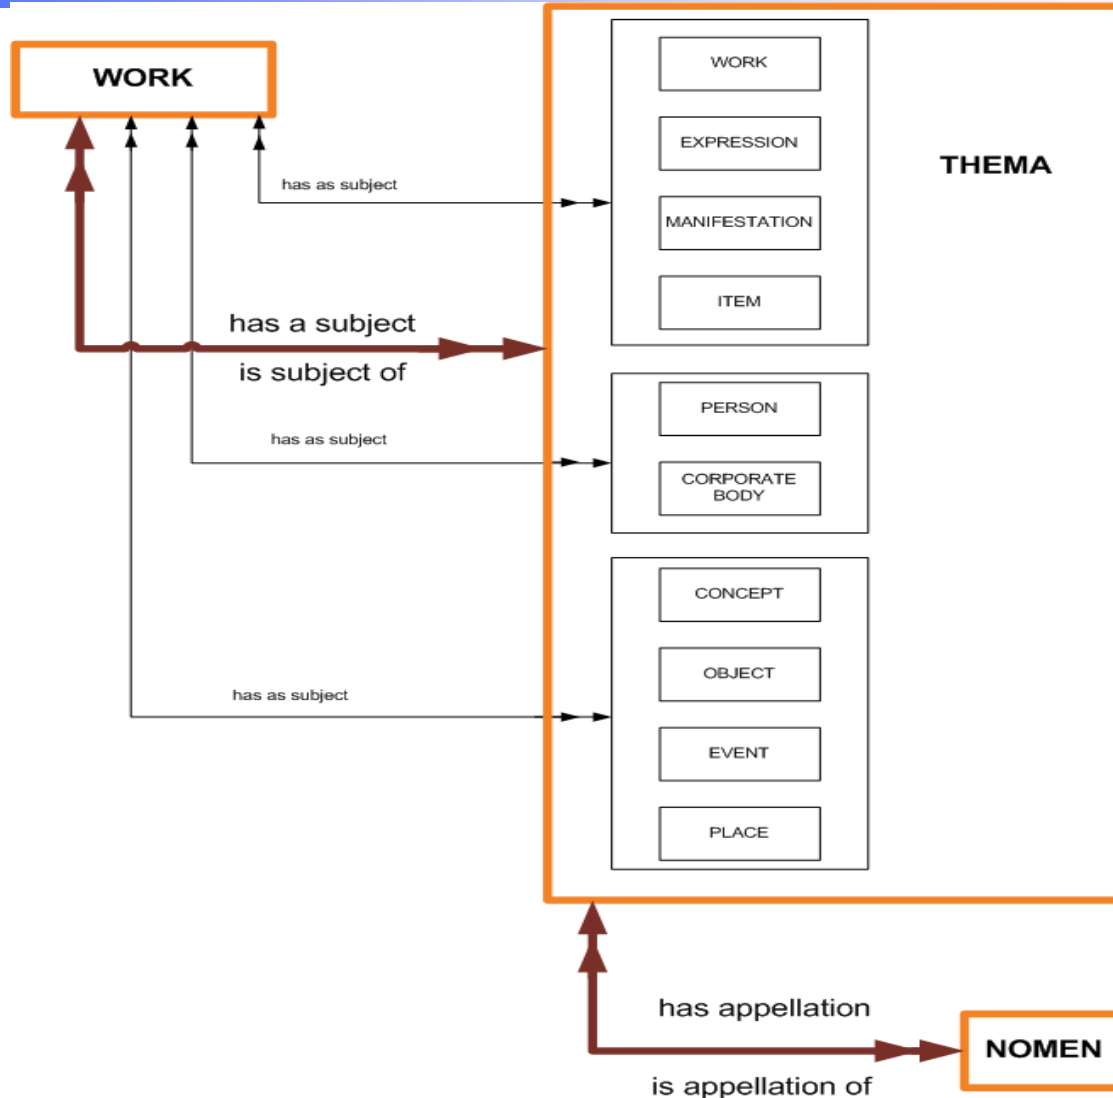 WORK
WORK
EXPRESSION
THEMA
has as subject
MANIFESTATION
ITEM
has a subject
is subject of
PERSON
has as subject
CORPORATE
BODY
CONCEPT
OBJECT
has as subject
EVENT
PLACE
has appellation
NOMEN
is appellation of